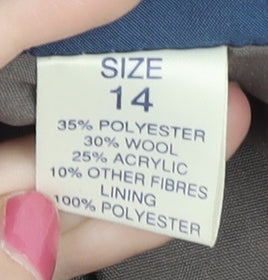 SIZE
14
35% POLYESTER
30% WOOL
25% ACRYLIC
10% OTHER FIBRES
LINING
100% POLYESTER